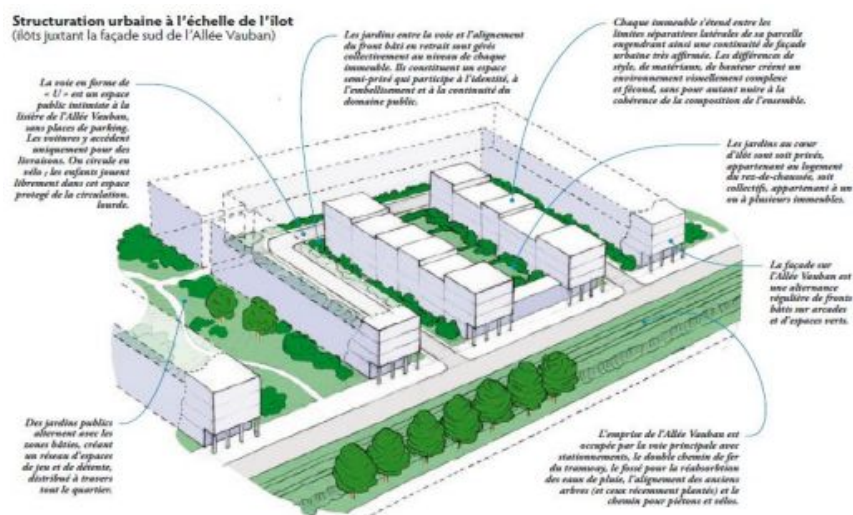 Structuration urbaine à l'échelle de l'îlot
(îlots juxtant la façade sud de l'Allée Vauban)
La voie en forme de
« U » est un espace
public intimiste à la
lisière de l'Allée Vauban,
sans places de parking.
Les voitures y accèdent
uniquement pour des
livraisons. On circule en
vélo ; les enfants jouent
librement dans cet espace
protegé de la circulation,
lourde.
Les jardins entre la voie et l'alignement
du front bâti en retrait sont gérés
collectivement au niveau de chaque
immeuble. Ils constituent un espace
semi-privé qui participe à l'identité, à
l'embellisement et à la continuité du
domaine public.
Chaque immeuble s'étend entre les
limites séparatives latérales de sa parcelle
engendrant ainsi une continuité de façade
urbaine très affirmée. Les différences de
style, de matériaux, de hauteur créent un
environnement visuellement complexe
et fécond, sans pour autant nuire à la
cohérence de la composition de l'ensemble.
Les jardins au cœur
d'îlot sont soit privés,
appartenant au logement
du rez-de-chaussée, soit
collectifs, appartenant à un
ou à plusieurs immeubles.
La façade sur
l'Allée Vauban est
une alternance
régulière de fronts
bâtis sur arcades
et d'espaces verts.
Des jardins publics
alternent avec les
zones bâties, créant
un réseau d'espaces
de jeu et de détente,
distribué à travers
tout le quartier.
L'emprise de l'Allée Vauban est
occupée par la voie principale avec
stationnements, le double chemin de fer
du tramway, le fossé pour la réabsorbtion
des eaux de pluie, l'alignement des anciens
arbres (et ceux récemment plantés) et le
chemin pour piétons et vélos.